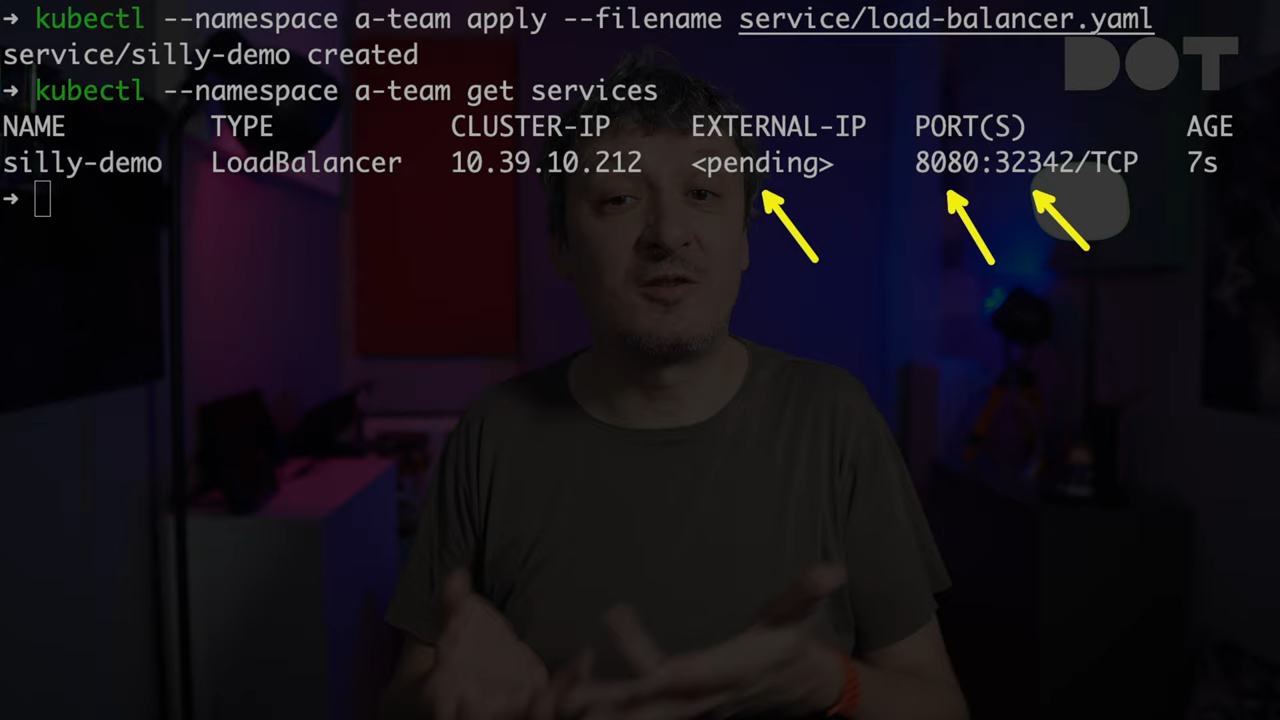 ➜ kubectl --namespace a-team apply --filename service/load-balancer.yaml
service/silly-demo created
➜ kubectl --namespace a-team get services
NAME TYPE CLUSTER-IP EXTERNAL-IP PORT(S) AGE
silly-demo LoadBalancer 10.39.10.212 <pending> 8080:32342/TCP 7s
➜
DOT